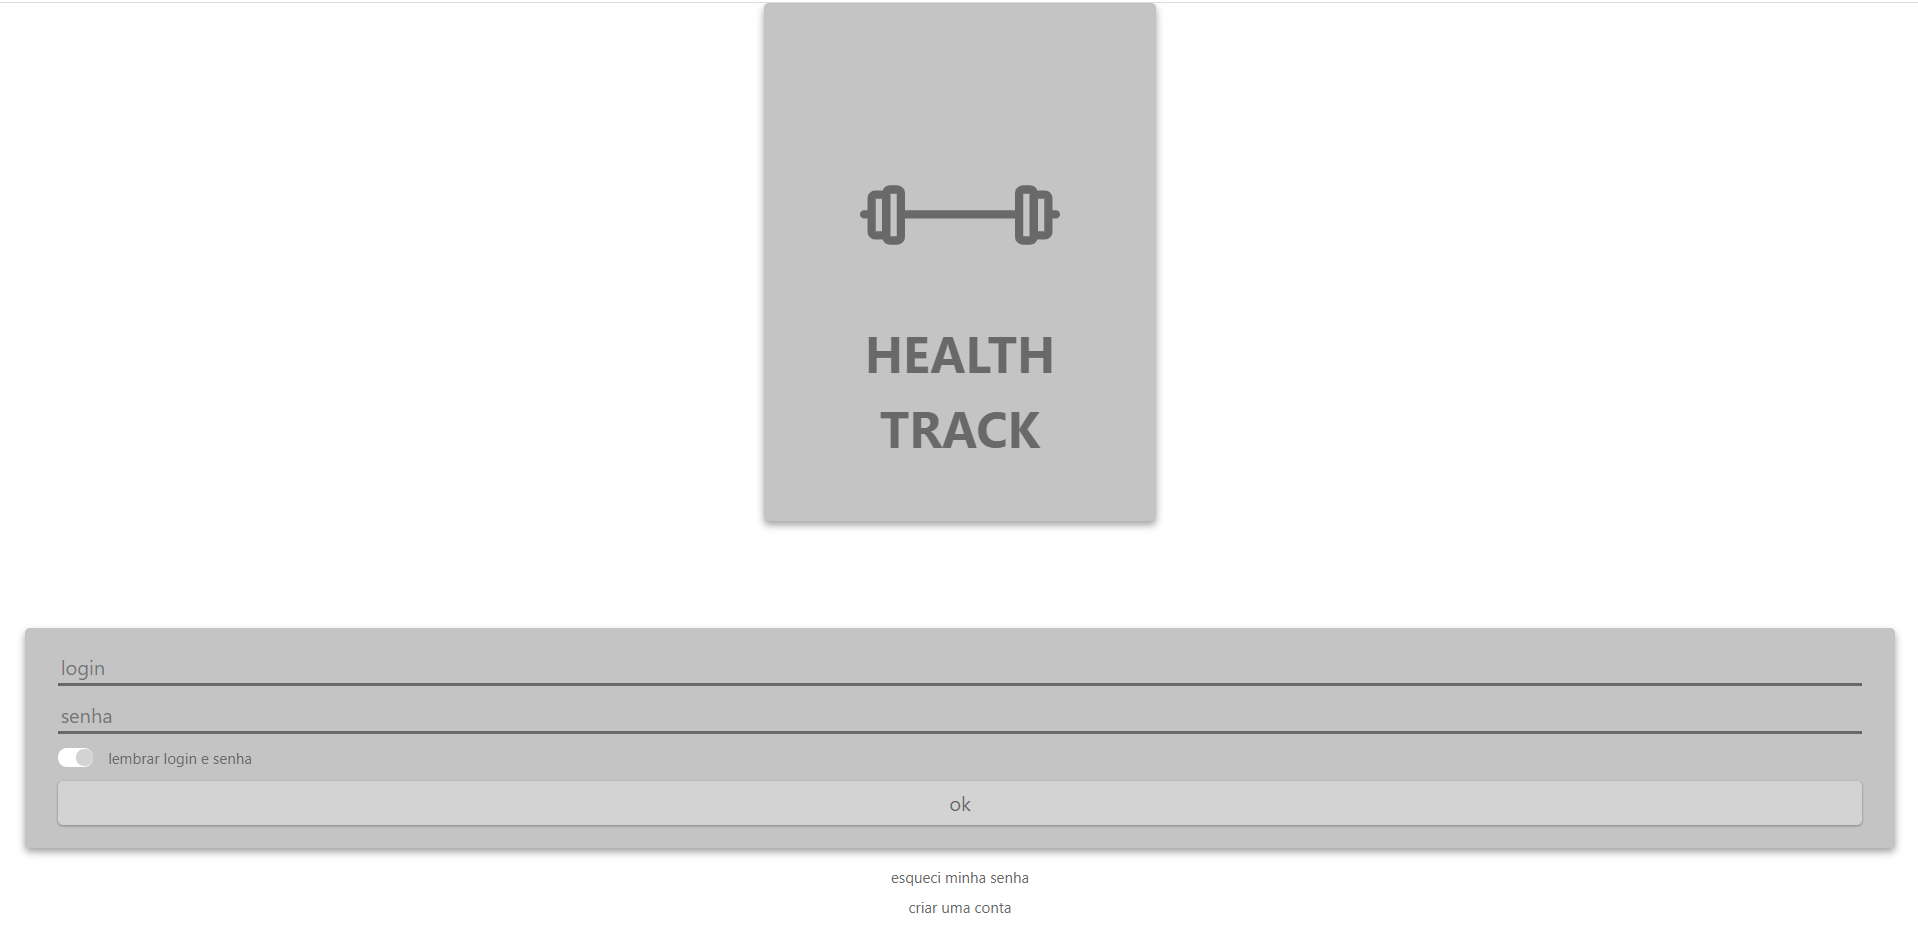 HEALTH
TRACK
login
senha
lembrar login e senha
ok
esqueci minha senha
criar uma conta